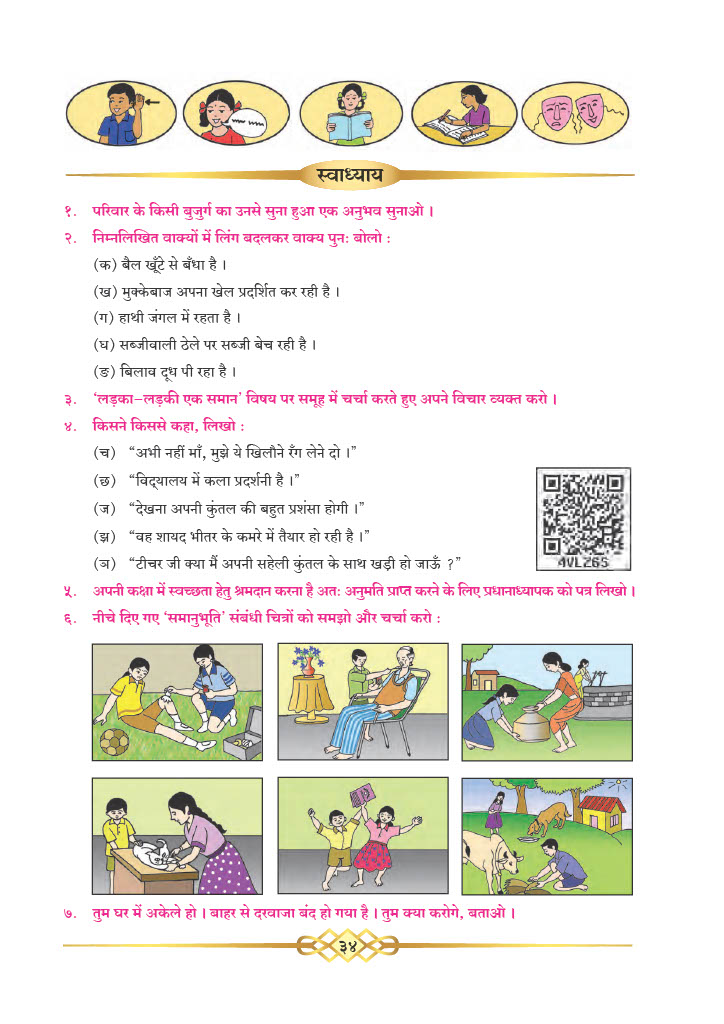 स्वाध्याय
१. परिवार के किसी बुजुर्ग का उनसे सुना हुआ एक अनुभव सुनाओ ।
२. निम्नलिखित वाक्यों में लिंग बदलकर वाक्य पुनः बोलो :
(क) बैल खूँटे से बँधा है ।
(ख) मुक्केबाज अपना खेल प्रदर्शित कर रही है ।
(ग) हाथी जंगल में रहता है ।
(घ) सब्जीवाली ठेले पर सब्जी बेच रही है ।
(ङ) बिलाव दूध पी रहा है ।
३. ‘लड़का-लड़की एक समान’ विषय पर समूह में चर्चा करते हुए अपने विचार व्यक्त करो ।
४. किसने किससे कहा, लिखो :
(च) “अभी नहीं माँ, मुझे ये खिलौने रँग लेने दो ।”
(छ) “विद्यालय में कला प्रदर्शनी है ।”
(ज) “देखना अपनी कुंतल की बहुत प्रशंसा होगी ।”
(झ) “वह शायद भीतर के कमरे में तैयार हो रही है ।”
(ञ) “टीचर जी क्या मैं अपनी सहेली कुंतल के साथ खड़ी हो जाऊँ ?”
4VLZ6S
५. अपनी कक्षा में स्वच्छता हेतु श्रमदान करना है अतः अनुमति प्राप्त करने के लिए प्रधानाध्यापक को पत्र लिखो ।
६. नीचे दिए गए ‘समानुभूति’ संबंधी चित्रों को समझो और चर्चा करो :
७. तुम घर में अकेले हो । बाहर से दरवाजा बंद हो गया है । तुम क्या करोगे, बताओ ।
३४